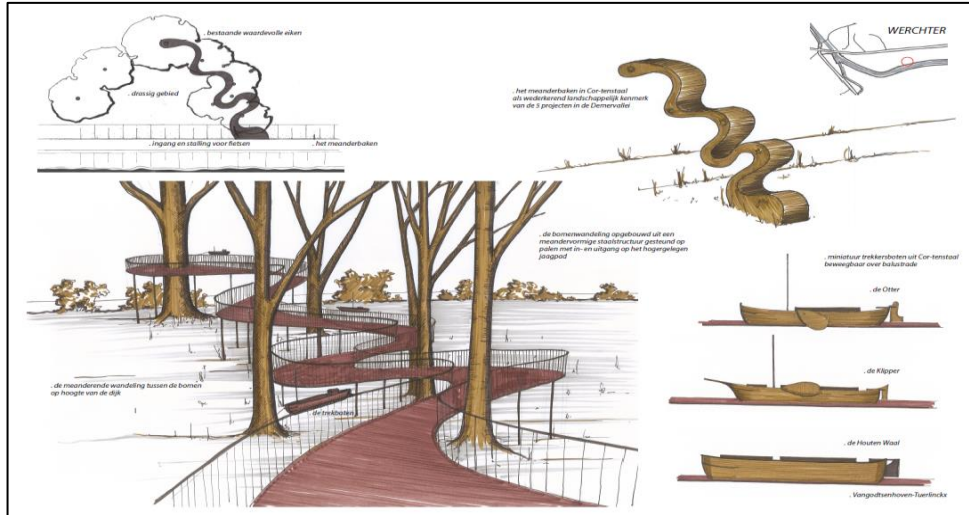 . bestaande waardevolle eiken
WERCHTER
. drassig gebied
. het meanderbaken in Cor-tenstaal
als wederkerend landschappelijk kenmerk
van de 5 projecten in de Demervallei
. ingang en stalling voor fietsen
. het meanderbaken
. de bomenwandeling opgebouwd uit een
meandervormige staalstructuur gesteund op
palen met in- en uitgang op het hogergelegen
jaagpad
. miniatuur trekkersboten uit Cor-tenstaal
beweegbaar over balustrade
. de Otter
. de Klipper
. de meanderende wandeling tussen de bomen
op hoogte van de dijk
. de trekboten
. de Houten Waal
. Vangodtsenhoven-Tuerlinckx